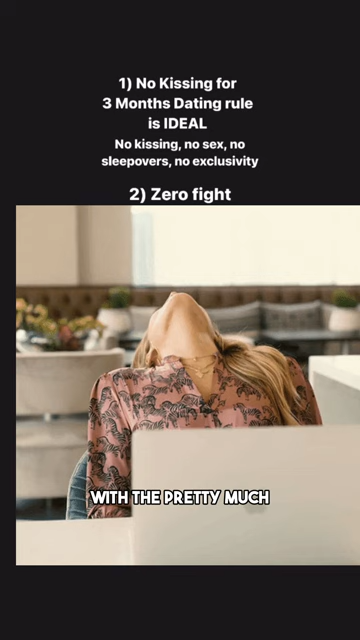 1) No Kissing for
3 Months Dating rule
is IDEAL
No kissing, no sex, no
sleepovers, no exclusivity
2) Zero fight
WITH THE PRETTY MUCH